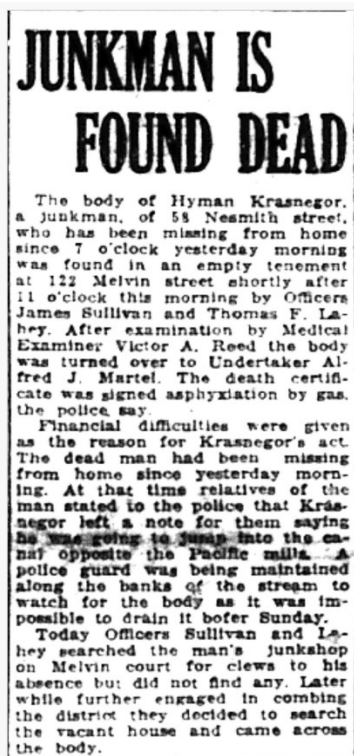 JUNKMAN IS
FOUND DEAD
The body of Hyman Krasnegor,
a junkman, of 58 Nesmith street,
who has been missing from home
since 7 o'clock yesterday morning
was found in an empty tenement
at 122 Melvin street shortly after
11 o'clock this morning by Officers
James Sullivan and Thomas F. La-
hey. After examination by Medical
Examiner Victor A. Reed the body
was turned over to Undertaker Al-
fred J. Martel. The death certifi-
cate was signed asphyxiation by gas,
the police say.
Financial difficulties were given
as the reason for Krasnegor's act.
The dead man had been missing
from home since yesterday morn-
ing. At that time relatives of the
man stated to the police that Kras-
negor left a note for them saying
he was going to jump into the ca-
nal opposite the Pacific mills. A
police guard was being maintained
along the banks of the stream to
watch for the body as it was im-
possible to drain it bofer Sunday.
Today Officers Sullivan and La-
hey searched the man's junkshop
on Melvin court for clews to his
absence but did not find any. Later
while further engaged in combing
the district they decided to search
the vacant house and came across
the body.